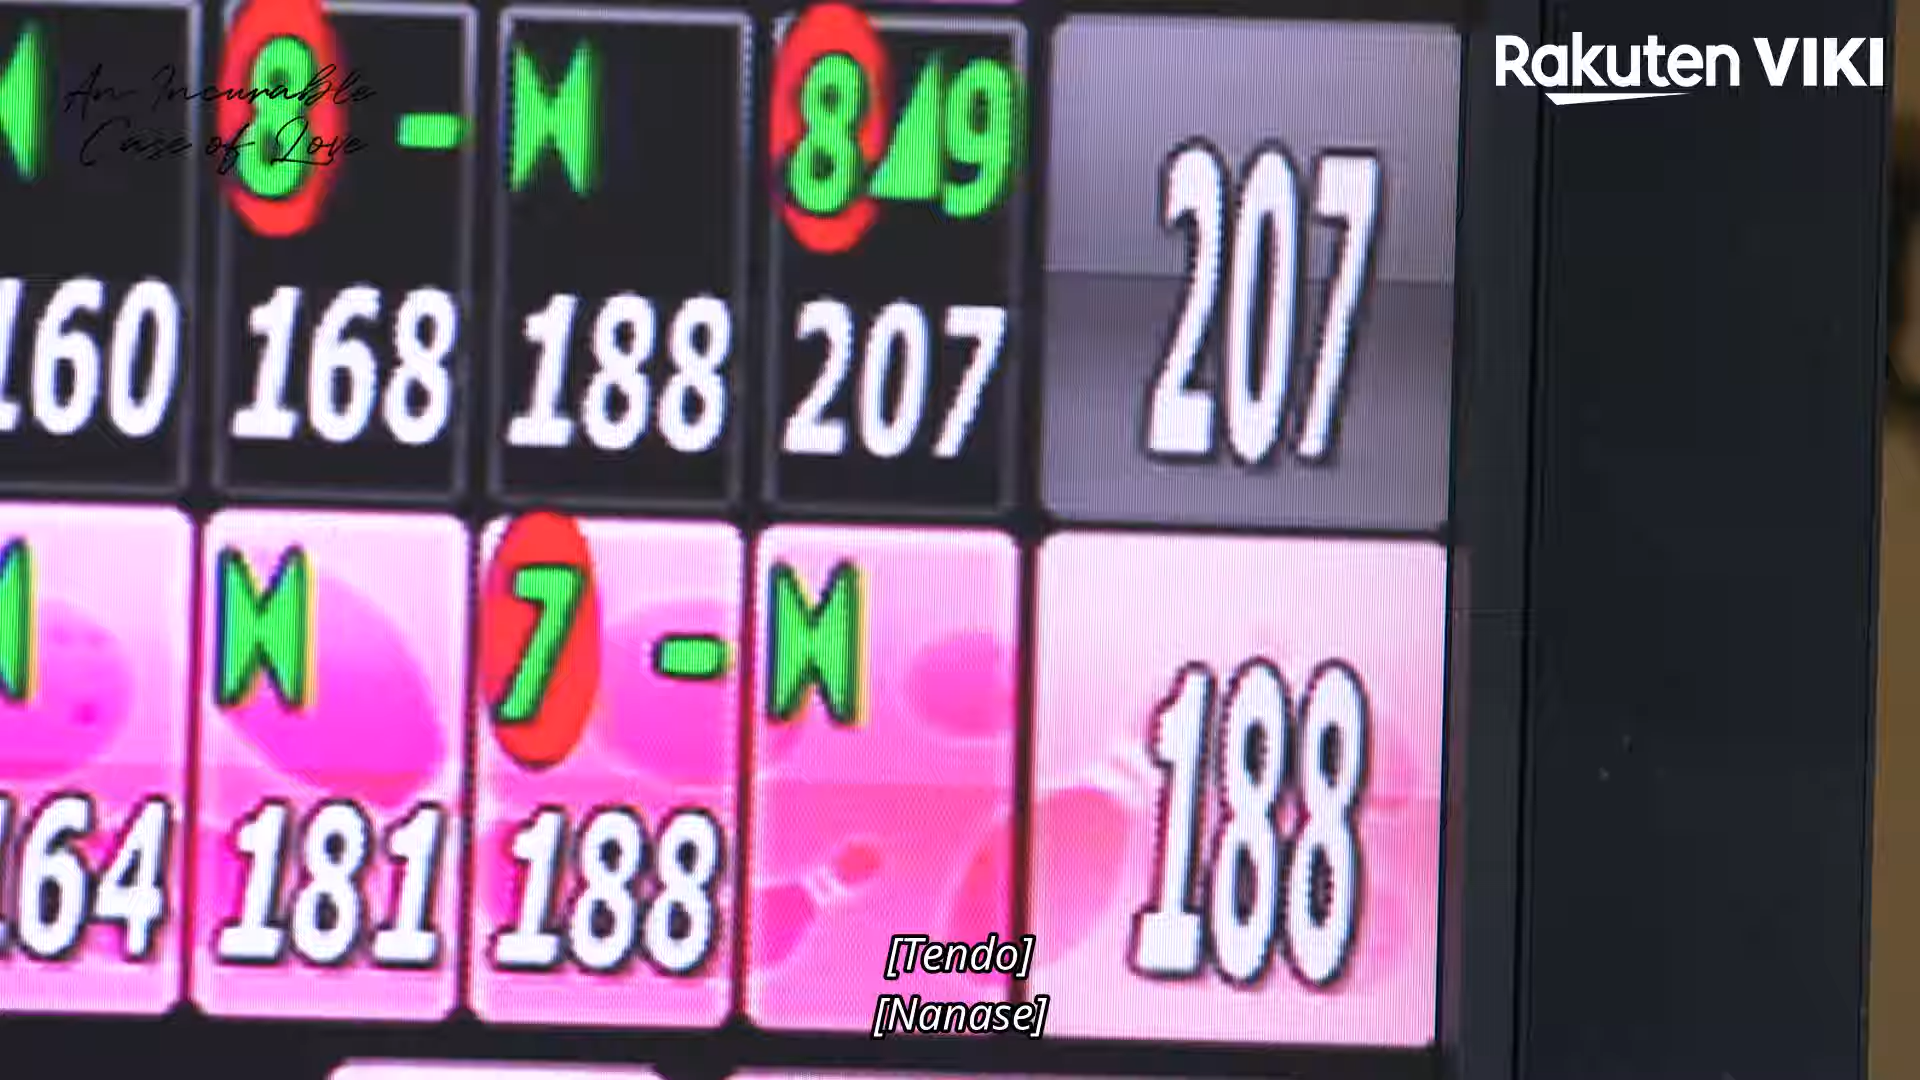 An Incurable
Case of Love
Rakuten VIKI
8 - 8 9
160 168 188 207 207
7 -
164 181 188 188
[Tendo]
[Nanase]